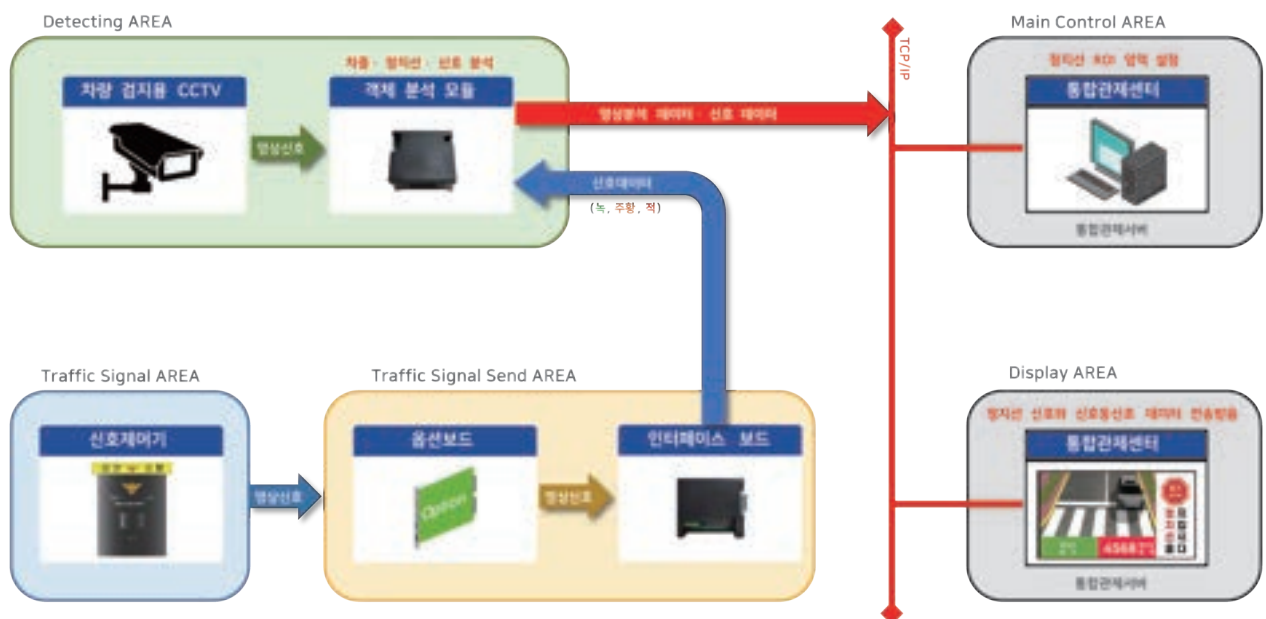 Detecting AREA
차종 · 정지선 · 신호 분석
차량 검지용 CCTV
객체 분석 모듈
영상신호
영상분석 데이터 · 신호 데이터
신호데이터
(녹, 주황, 적)
TCP/IP
Main Control AREA
정지선 ROI 영역 설정
통합관제센터
통합관제서버
Traffic Signal AREA
신호제어기
영상신호
Traffic Signal Send AREA
옵션보드
Option
영상신호
인터페이스 보드
Display AREA
정지선 신호와 신호등신호 데이터 전송받음
통합관제센터
4568
통합관제서버